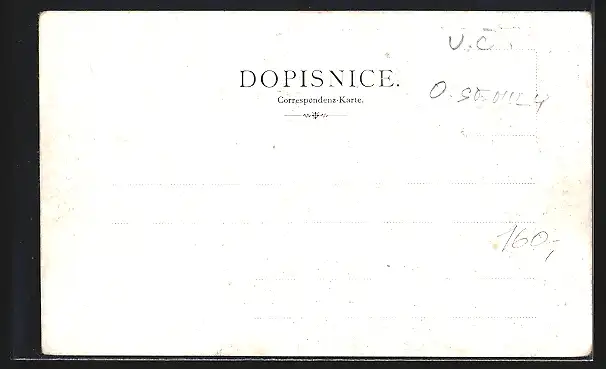 V.Č.
DOPISNICE.
Correspondenz-Karte.
160,-